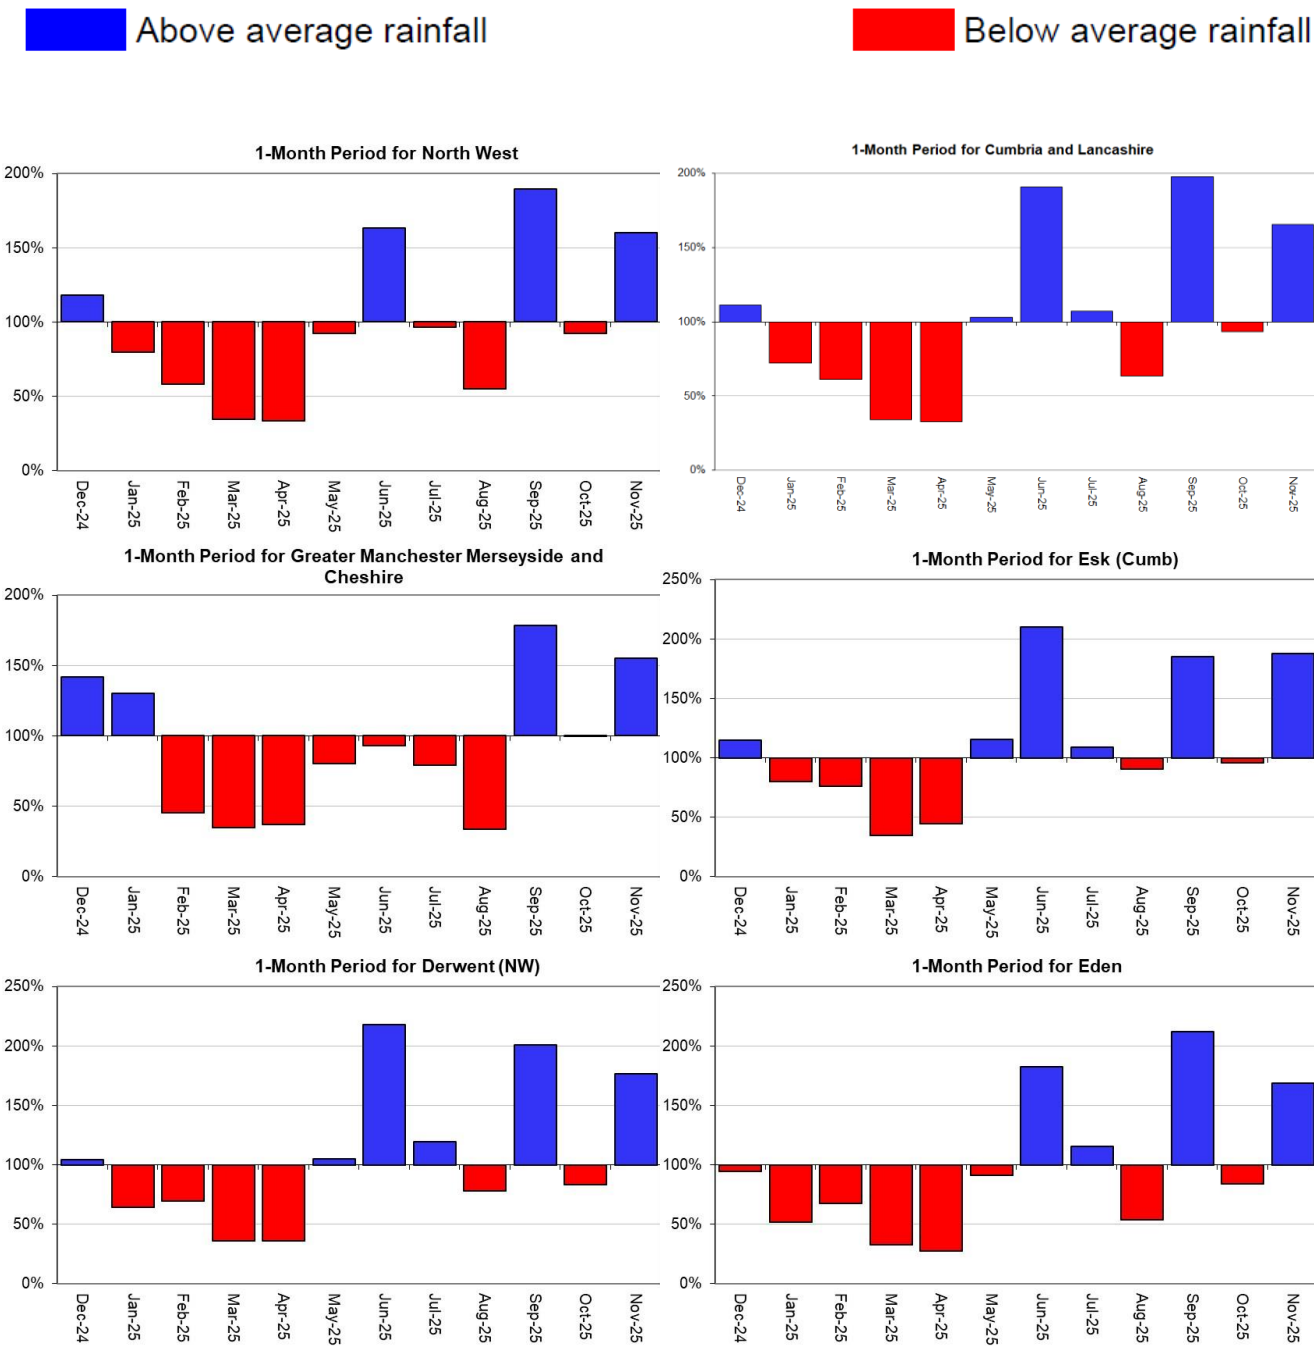 Above average rainfall
Below average rainfall
1-Month Period for North West
200%
150%
100%
50%
0%
Dec-24
Jan-25
Feb-25
Mar-25
Apr-25
May-25
Jun-25
Jul-25
Aug-25
Sep-25
Oct-25
Nov-25
1-Month Period for Cumbria and Lancashire
200%
150%
100%
50%
0%
Dec-24
Jan-25
Feb-25
Mar-25
Apr-25
May-25
Jun-25
Jul-25
Aug-25
Sep-25
Oct-25
Nov-25
1-Month Period for Greater Manchester Merseyside and
Cheshire
200%
150%
100%
50%
0%
Dec-24
Jan-25
Feb-25
Mar-25
Apr-25
May-25
Jun-25
Jul-25
Aug-25
Sep-25
Oct-25
Nov-25
1-Month Period for Esk (Cumb)
250%
200%
150%
100%
50%
0%
Dec-24
Jan-25
Feb-25
Mar-25
Apr-25
May-25
Jun-25
Jul-25
Aug-25
Sep-25
Oct-25
Nov-25
1-Month Period for Derwent (NW)
250%
200%
150%
100%
50%
0%
Dec-24
Jan-25
Feb-25
Mar-25
Apr-25
May-25
Jun-25
Jul-25
Aug-25
Sep-25
Oct-25
Nov-25
1-Month Period for Eden
250%
200%
150%
100%
50%
0%
Dec-24
Jan-25
Feb-25
Mar-25
Apr-25
May-25
Jun-25
Jul-25
Aug-25
Sep-25
Oct-25
Nov-25